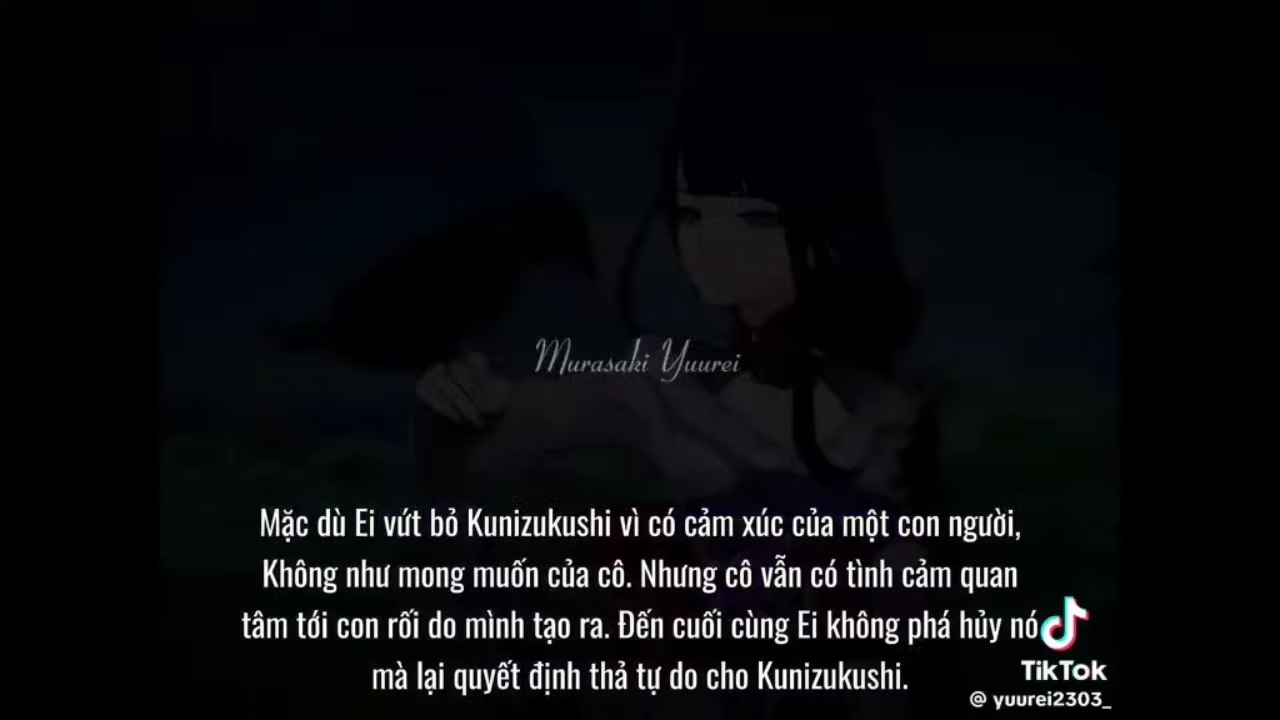 Murasaki Yuurei
Mặc dù Ei vứt bỏ Kunizukushi vì có cảm xúc của một con người,
Không như mong muốn của cô. Nhưng cô vẫn có tình cảm quan
tâm tới con rối do mình tạo ra. Đến cuối cùng Ei không phá hủy nó
mà lại quyết định thả tự do cho Kunizukushi.
TikTok
@ yuurei2303_